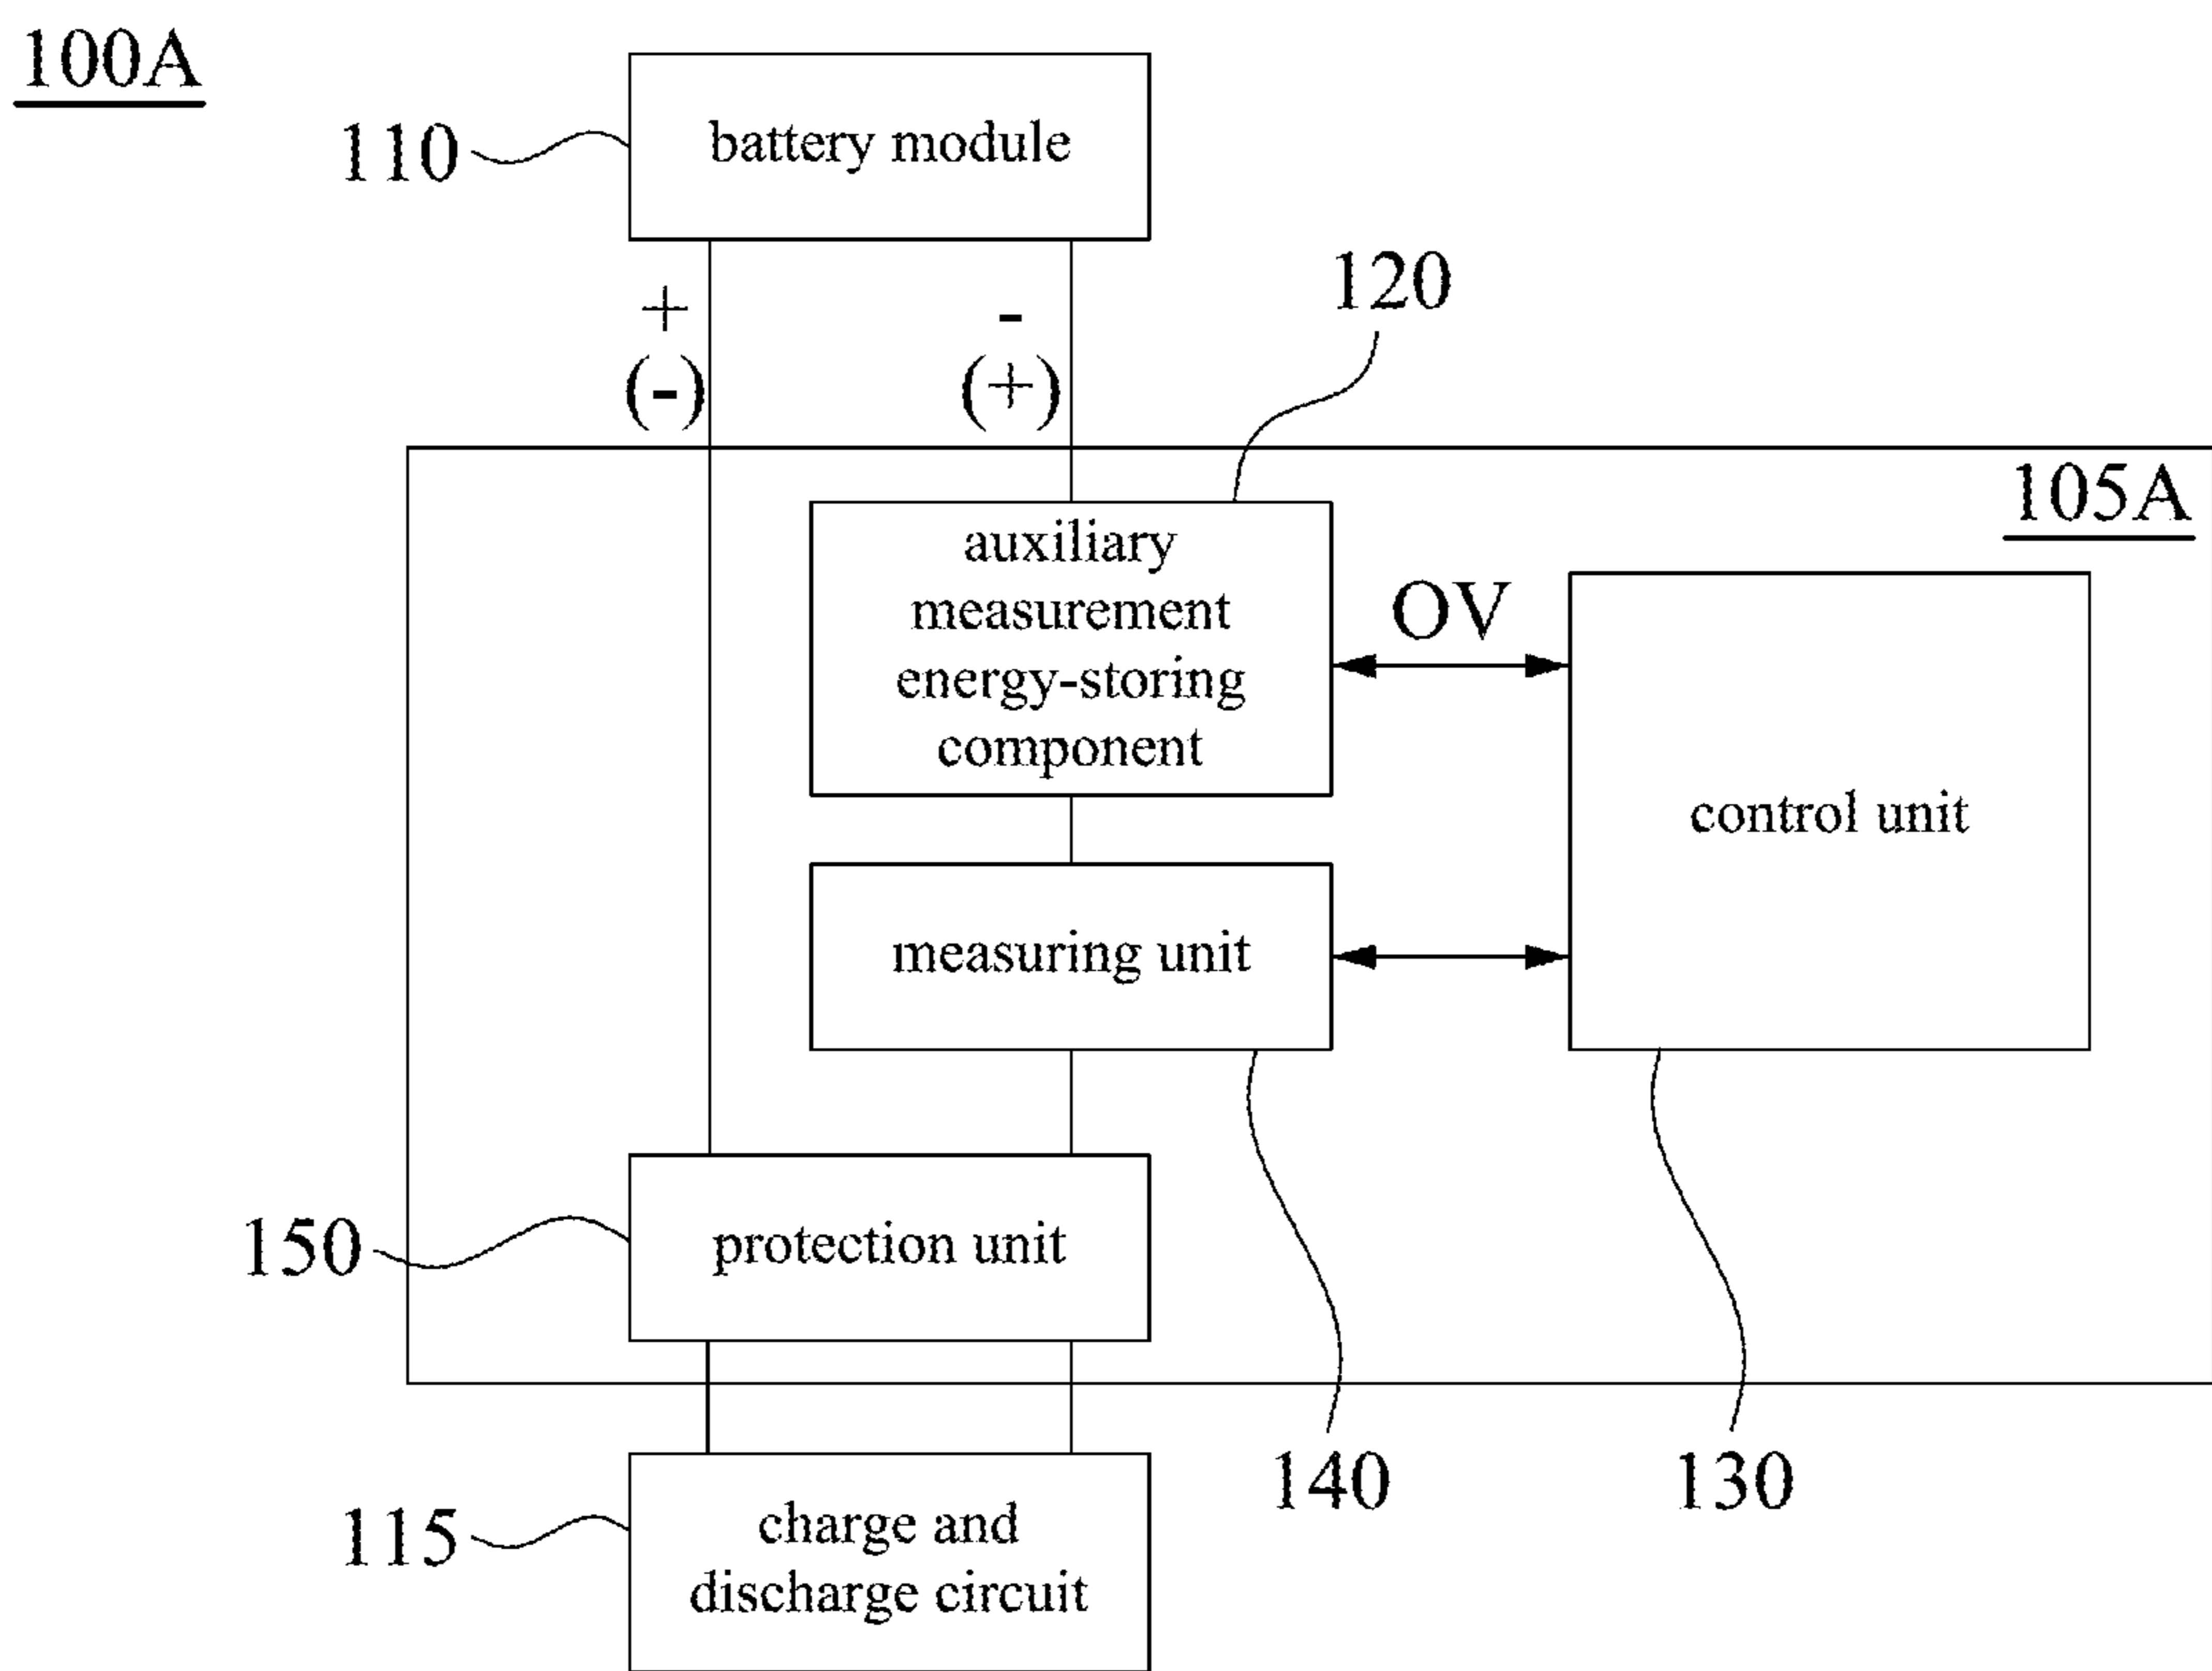 100A
battery module
110
120
+
-
(-)
(+)
105A
auxiliary
measurement
energy-storing
component
OV
control unit
measuring unit
150
protection unit
140
130
115
charge and
discharge circuit